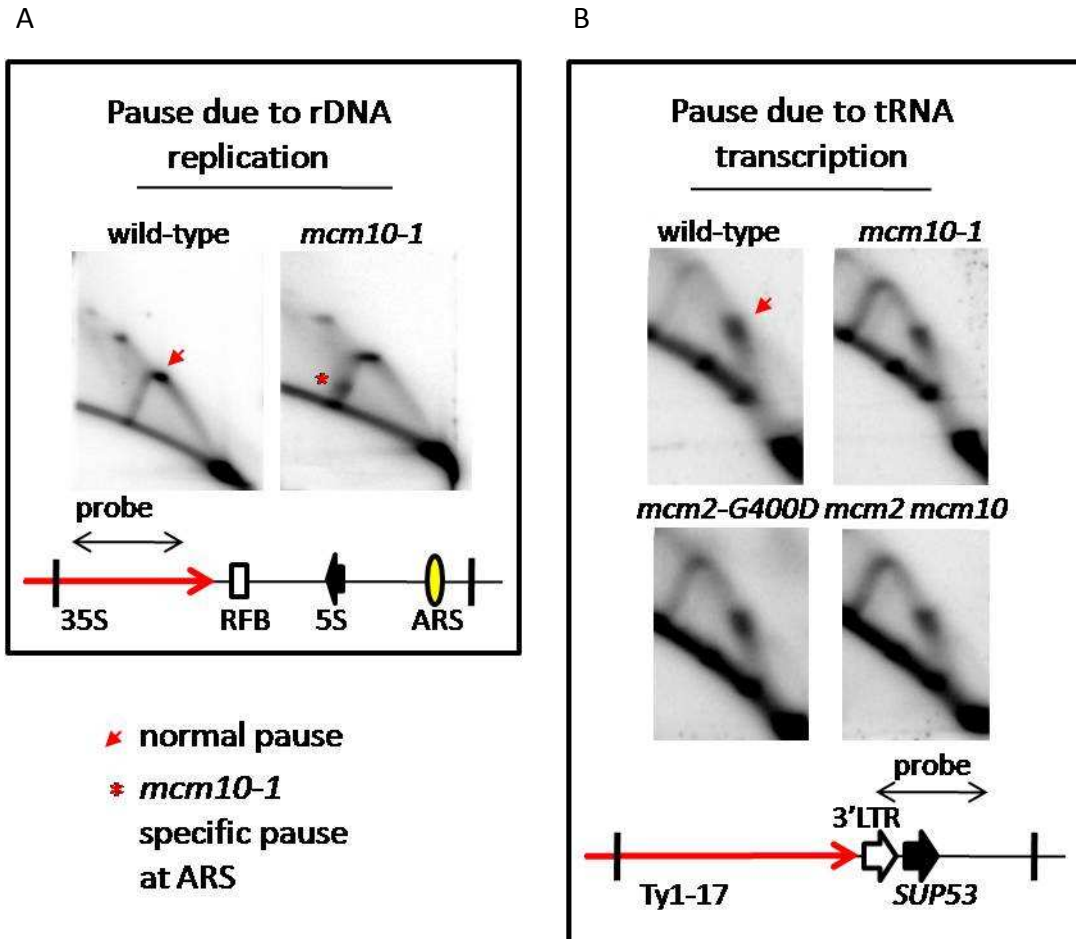 A
B
Pause due to rDNA
replication
wild-type
mcm10-1
*
probe
35S
RFB
5S
ARS
normal pause
* mcm10-1
specific pause
at ARS
Pause due to tRNA
transcription
wild-type
mcm10-1
mcm2-G400D
mcm2 mcm10
probe
3'LTR
Ty1-17
SUP53